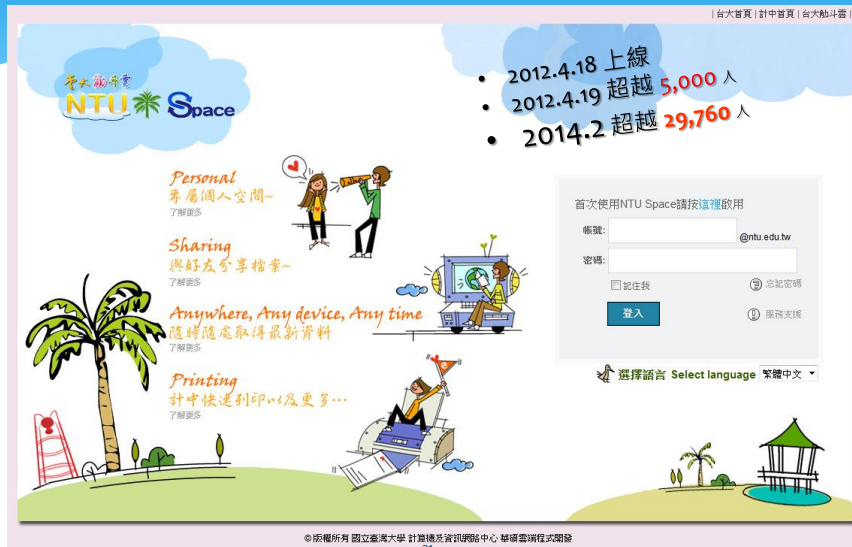 |台大首頁|計中首頁|台大勀斗雲|
• 2012.4.18 上線
• 2012.4.19 超越 5,000 人
• 2014.2 超越 29,760 人
NTU Space
Personal
專屬個人空間~
了解更多
Sharing
與好友分享檔案~
了解更多
Anywhere, Any device, Any time
隨時隨處取得最新資料
了解更多
Printing
計中快速列印以及更多…
了解更多
首次使用NTU Space請按這裡啟用
帳號: @ntu.edu.tw
密碼:
記住我 忘記密碼
登入 服務支援
選擇語言 Select language 繁體中文
©版權所有 國立臺灣大學 計算機及資訊網路中心 華碩雲端程式開發